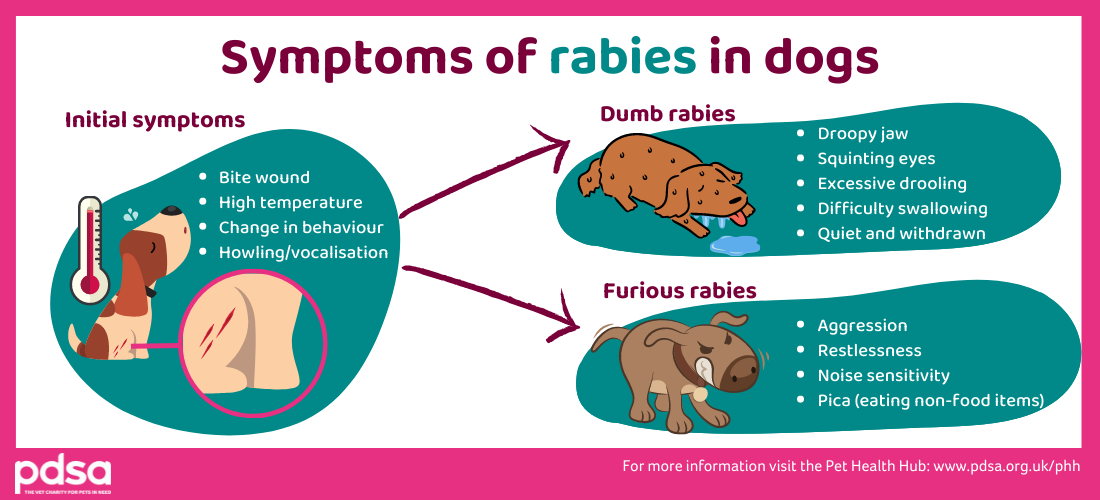 Symptoms of rabies in dogs
Initial symptoms
Bite wound
High temperature
Change in behaviour
Howling/vocalisation
Dumb rabies
Droopy jaw
Squinting eyes
Excessive drooling
Difficulty swallowing
Quiet and withdrawn
Furious rabies
Aggression
Restlessness
Noise sensitivity
Pica (eating non-food items)
pdsa
THE VET CHARITY FOR PETS IN NEED
For more information visit the Pet Health Hub: www.pdsa.org.uk/phh